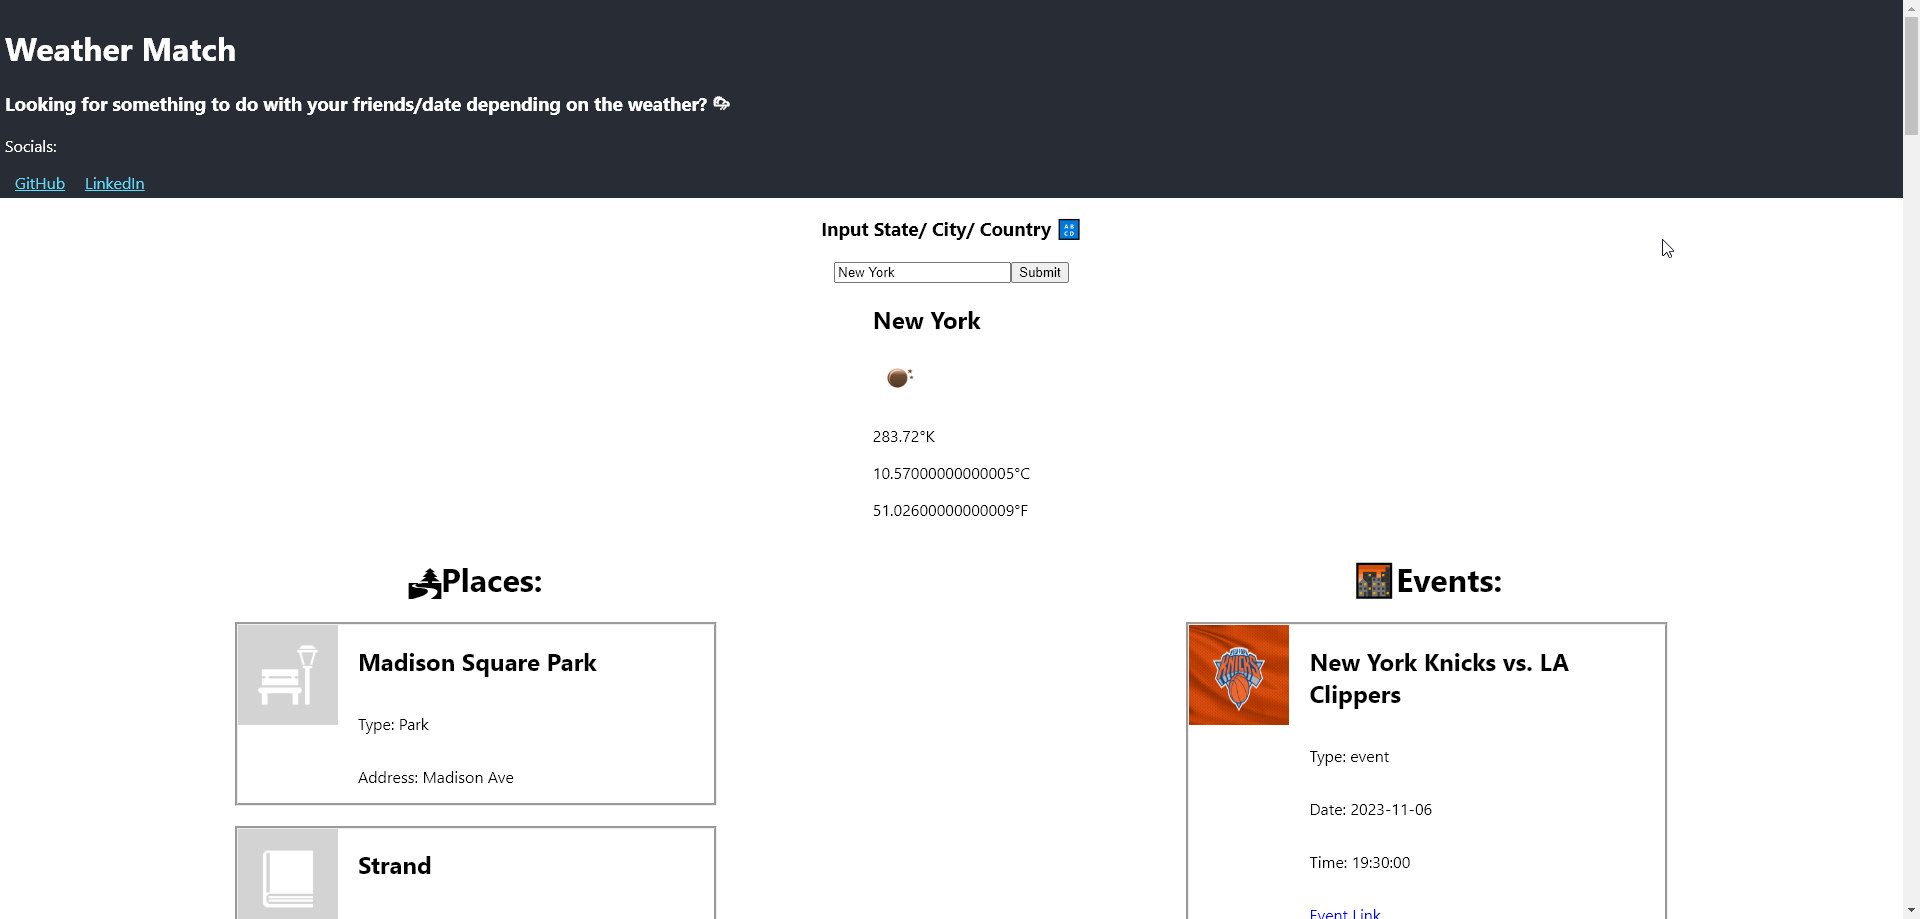 Weather Match
Looking for something to do with your friends/date depending on the weather?
Socials:
GitHub LinkedIn
Input State/ City/ Country
New York Submit
New York
283.72°K
10.57000000000005°C
51.02600000000009°F
Places:
Madison Square Park
Type: Park
Address: Madison Ave
Strand
Events:
NEW YORK
KNICKS
New York Knicks vs. LA
Clippers
Type: event
Date: 2023-11-06
Time: 19:30:00
Event Link